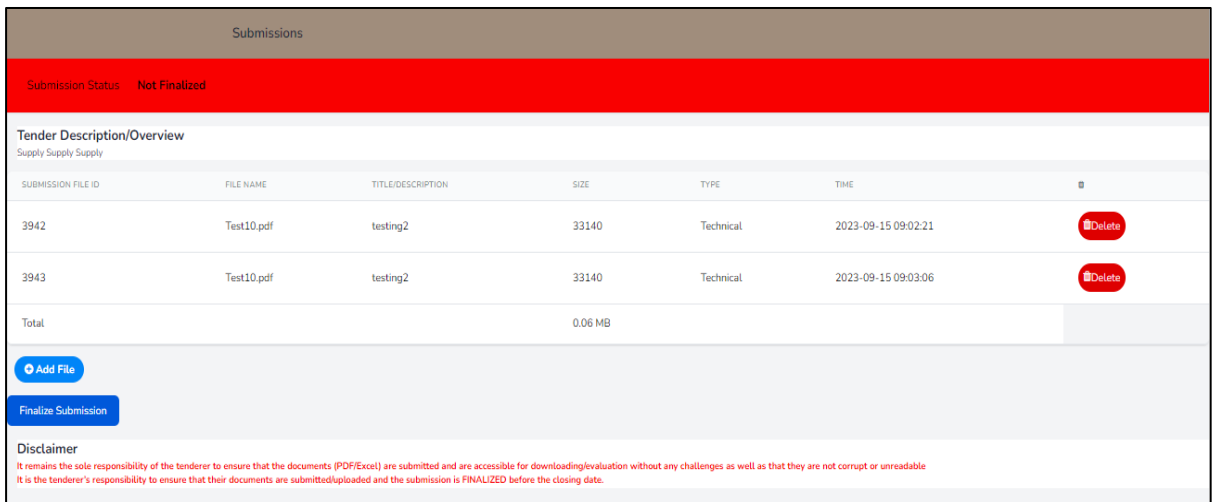 Submissions
Submission Status Not Finalized
Tender Description/Overview
Supply Supply Supply
SUBMISSION FILE ID FILE NAME TITLE/DESCRIPTION SIZE TYPE TIME
3942 Test10.pdf testing2 33140 Technical 2023-09-15 09:02:21 Delete
3943 Test10.pdf testing2 33140 Technical 2023-09-15 09:03:06 Delete
Total 0.06 MB
Add File
Finalize Submission
Disclaimer
It remains the sole responsibility of the tenderer to ensure that the documents (PDF/Excel) are submitted and are accessible for downloading/evaluation without any challenges as well as that they are not corrupt or unreadable
It is the tenderer's responsibility to ensure that their documents are submitted/uploaded and the submission is FINALIZED before the closing date.